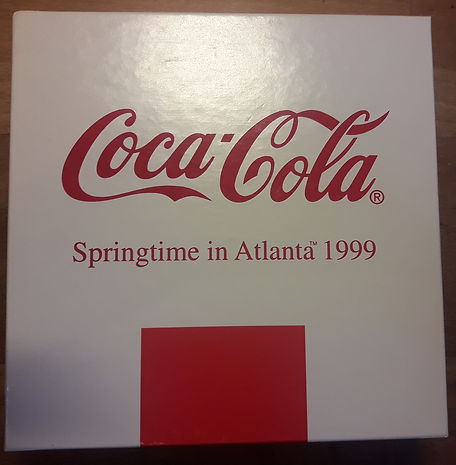 Coca-Cola®
Springtime in Atlanta™ 1999